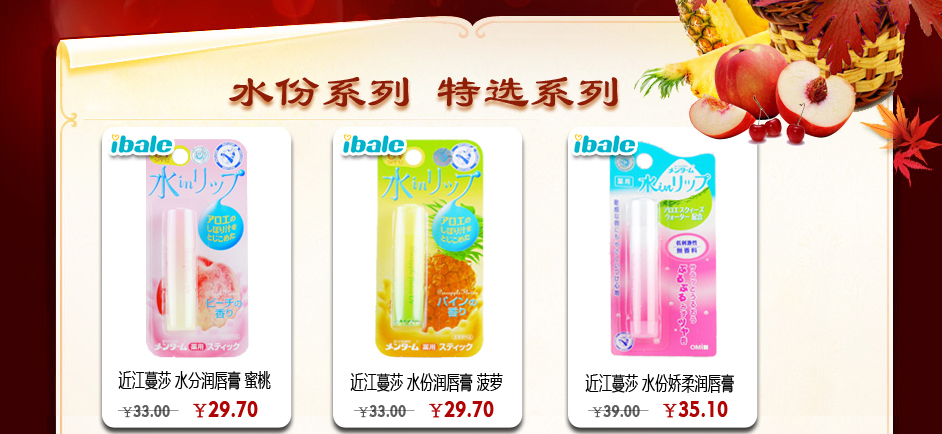 水份系列 特选系列
ibale
水inリップ
アロエの
しぼり汁を
とじこめた
ピーチの
香り
メンターム 薬用 スティック
近江蔓莎 水分润唇膏 蜜桃
¥33.00 ¥29.70
ibale
水inリップ
アロエの
しぼり汁を
とじこめた
パインの
香り
メンターム 薬用 スティック
近江蔓莎 水份润唇膏 菠萝
¥33.00 ¥29.70
ibale
メンターム
薬用 水inリップ
アロエスウィーズ
ウォーター配合
低刺激性
無香料
ぷるぷる
OMI
近江蔓莎 水份娇柔润唇膏
¥39.00 ¥35.10